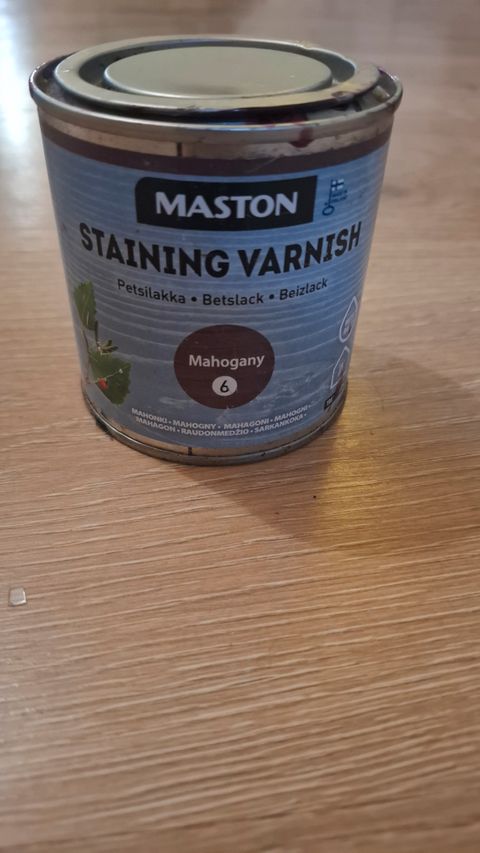 MASTON
STAINING VARNISH
Petsilakka • Betslack • Beizlack
Mahogany
6
MAHONKI • MAHOGNY • MAHAGONI • MAHOGNI •
MAHAGON • RAUDONMEDŽIO • SARKANKOKA •